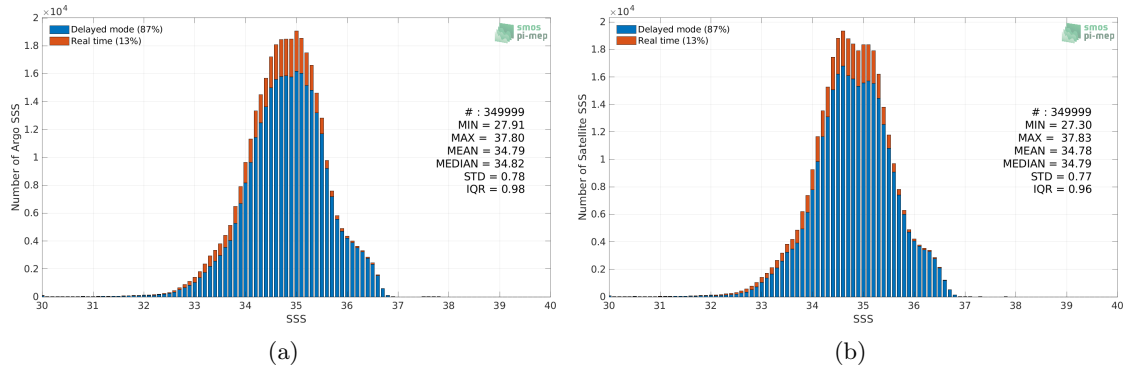 ×10^4
Delayed mode (87%)
Real time (13%)
smos
pi-mep
Number of Argo SSS
2
1.8
1.6
1.4
1.2
1
0.8
0.6
0.4
0.2
0
# : 349999
MIN = 27.91
MAX = 37.80
MEAN = 34.79
MEDIAN = 34.82
STD = 0.78
IQR = 0.98
30 31 32 33 34 35 36 37 38 39 40
SSS
(a)
×10^4
Delayed mode (87%)
Real time (13%)
smos
pi-mep
Number of Satellite SSS
2
1.8
1.6
1.4
1.2
1
0.8
0.6
0.4
0.2
0
# : 349999
MIN = 27.30
MAX = 37.83
MEAN = 34.78
MEDIAN = 34.79
STD = 0.77
IQR = 0.96
30 31 32 33 34 35 36 37 38 39 40
SSS
(b)